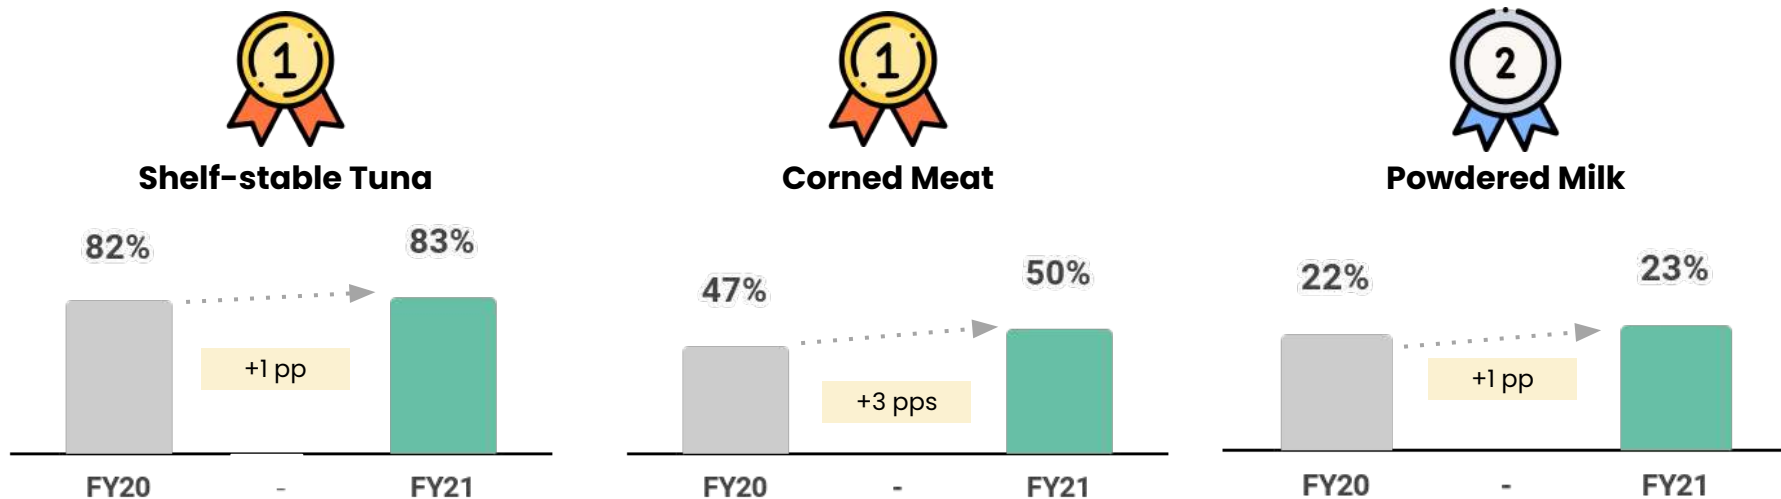 1
Shelf-stable Tuna
82%
83%
+1 pp
FY20 - FY21
1
Corned Meat
47%
50%
+3 pps
FY20 - FY21
2
Powdered Milk
22%
23%
+1 pp
FY20 - FY21